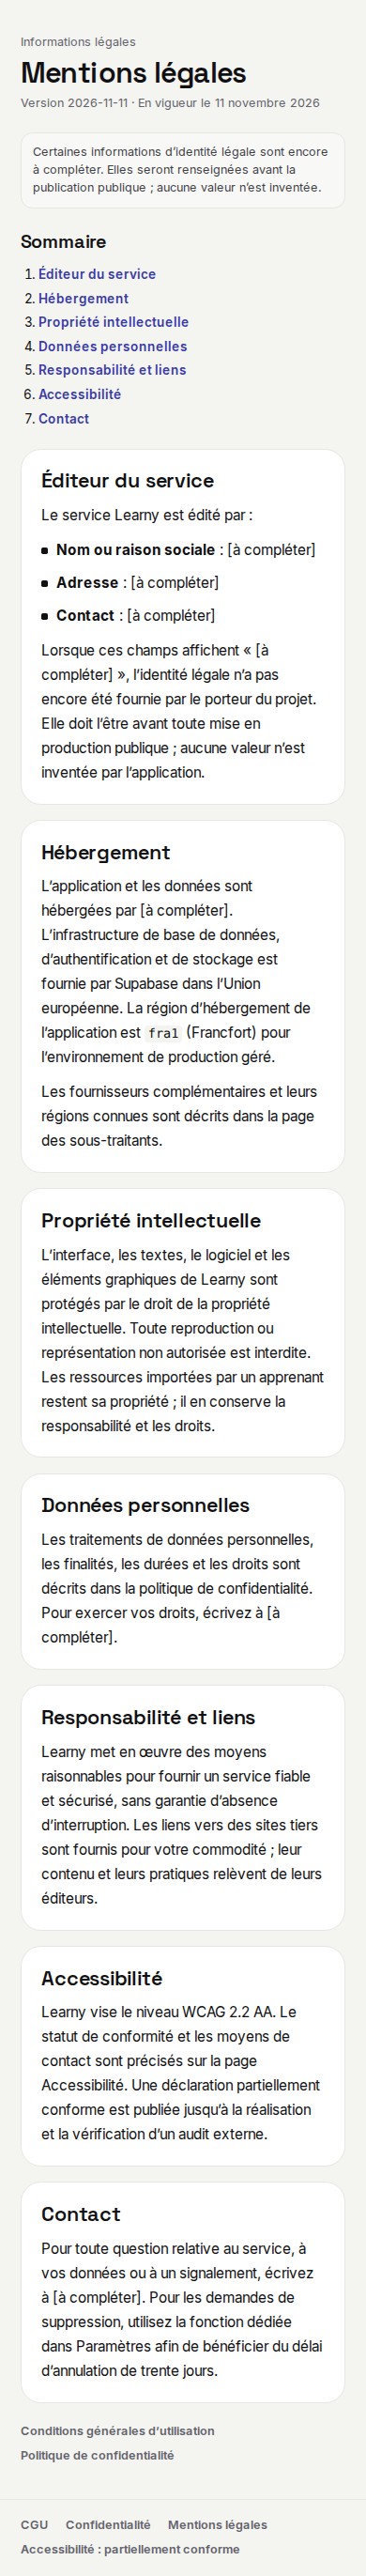 Informations légales
Mentions légales
Version 2026-11-11 · En vigueur le 11 novembre 2026
Certaines informations d’identité légale sont encore
à compléter. Elles seront renseignées avant la
publication publique ; aucune valeur n’est inventée.
Sommaire
1. Éditeur du service
2. Hébergement
3. Propriété intellectuelle
4. Données personnelles
5. Responsabilité et liens
6. Accessibilité
7. Contact
Éditeur du service
Le service Learny est édité par :
Nom ou raison sociale : [à compléter]
Adresse : [à compléter]
Contact : [à compléter]
Lorsque ces champs affichent « [à
compléter] », l’identité légale n’a pas
encore été fournie par le porteur du projet.
Elle doit l’être avant toute mise en
production publique ; aucune valeur n’est
inventée par l’application.
Hébergement
L’application et les données sont
hébergées par [à compléter].
L’infrastructure de base de données,
d’authentification et de stockage est
fournie par Supabase dans l’Union
européenne. La région d’hébergement de
l’application est fra1 (Francfort) pour
l’environnement de production géré.
Les fournisseurs complémentaires et leurs
régions connues sont décrits dans la page
des sous-traitants.
Propriété intellectuelle
L’interface, les textes, le logiciel et les
éléments graphiques de Learny sont
protégés par le droit de la propriété
intellectuelle. Toute reproduction ou
représentation non autorisée est interdite.
Les ressources importées par un apprenant
restent sa propriété ; il en conserve la
responsabilité et les droits.
Données personnelles
Les traitements de données personnelles,
les finalités, les durées et les droits sont
décrits dans la politique de confidentialité.
Pour exercer vos droits, écrivez à [à
compléter].
Responsabilité et liens
Learny met en œuvre des moyens
raisonnables pour fournir un service fiable
et sécurisé, sans garantie d’absence
d’interruption. Les liens vers des sites tiers
sont fournis pour votre commodité ; leur
contenu et leurs pratiques relèvent de leurs
éditeurs.
Accessibilité
Learny vise le niveau WCAG 2.2 AA. Le
statut de conformité et les moyens de
contact sont précisés sur la page
Accessibilité. Une déclaration partiellement
conforme est publiée jusqu’à la réalisation
et la vérification d’un audit externe.
Contact
Pour toute question relative au service, à
vos données ou à un signalement, écrivez
à [à compléter]. Pour les demandes de
suppression, utilisez la fonction dédiée
dans Paramètres afin de bénéficier du délai
d’annulation de trente jours.
Conditions générales d’utilisation
Politique de confidentialité
CGU Confidentialité Mentions légales
Accessibilité : partiellement conforme